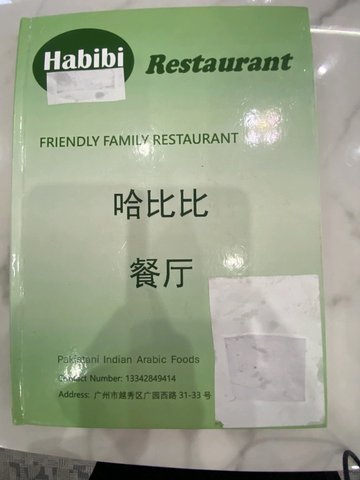 Habibi Restaurant
FRIENDLY FAMILY RESTAURANT
哈比比
餐厅
Pakistani Indian Arabic Foods
Contact Number: 13342849414
Address: 广州市越秀区广园西路 31-33 号